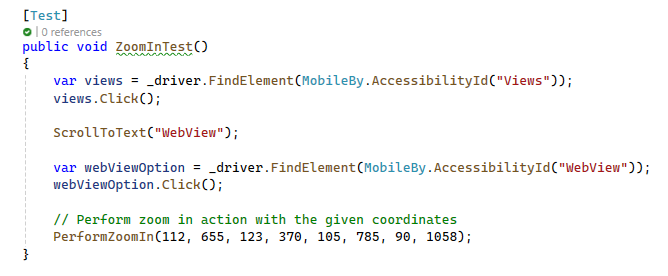 [Test]
| 0 references
public void ZoomInTest()
{
    var views = _driver.FindElement(MobileBy.AccessibilityId("Views"));
    views.Click();

    ScrollToText("WebView");

    var webViewOption = _driver.FindElement(MobileBy.AccessibilityId("WebView"));
    webViewOption.Click();

    // Perform zoom in action with the given coordinates
    PerformZoomIn(112, 655, 123, 370, 105, 785, 90, 1058);
}